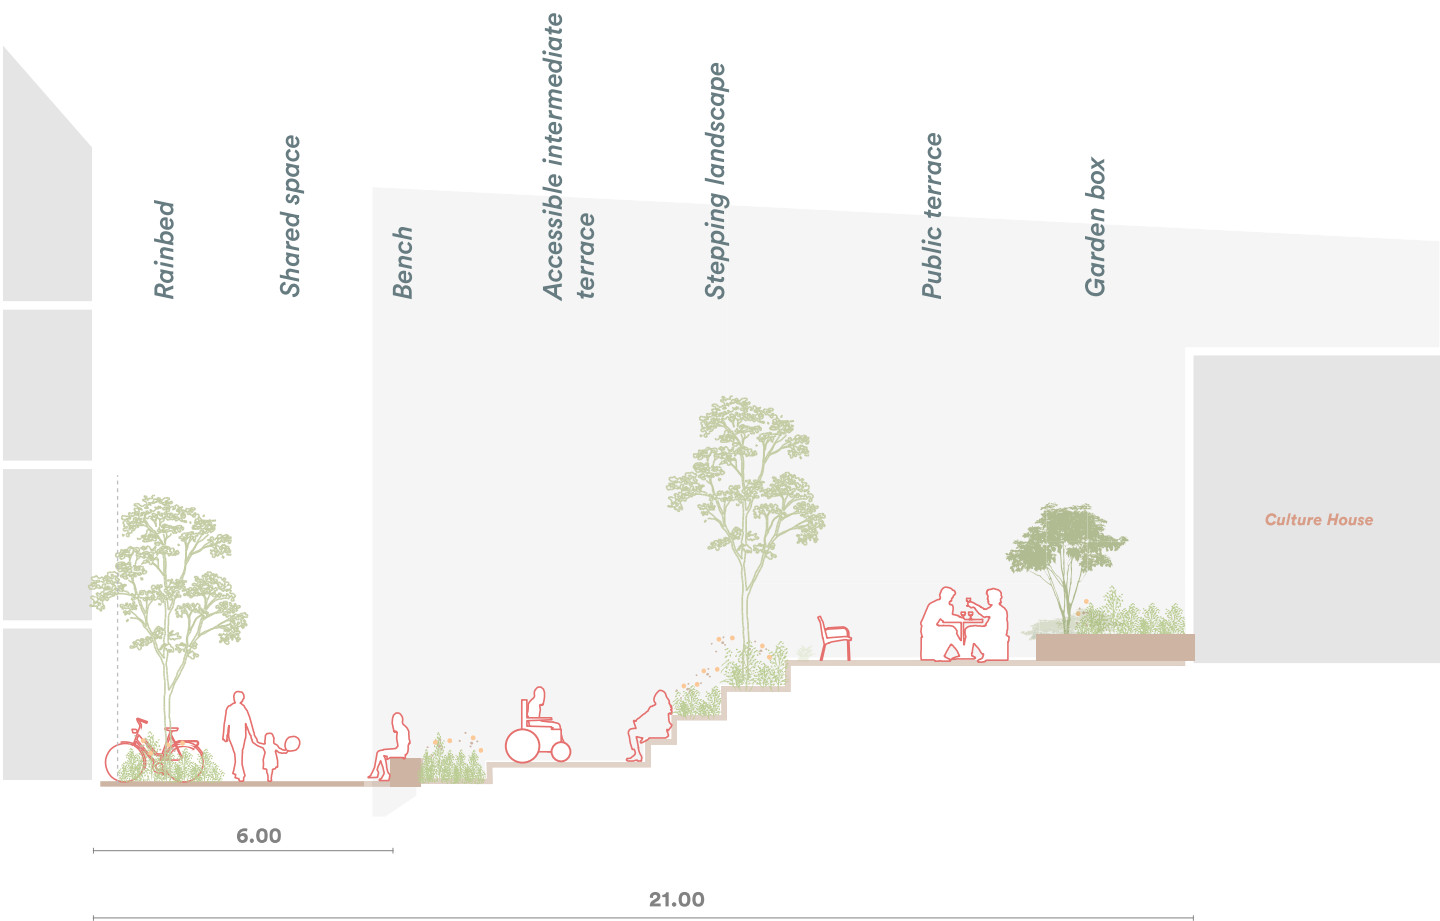 Rainbed
Shared space
Bench
Accessible intermediate
terrace
Stepping landscape
Public terrace
Garden box
Culture House
6.00
21.00